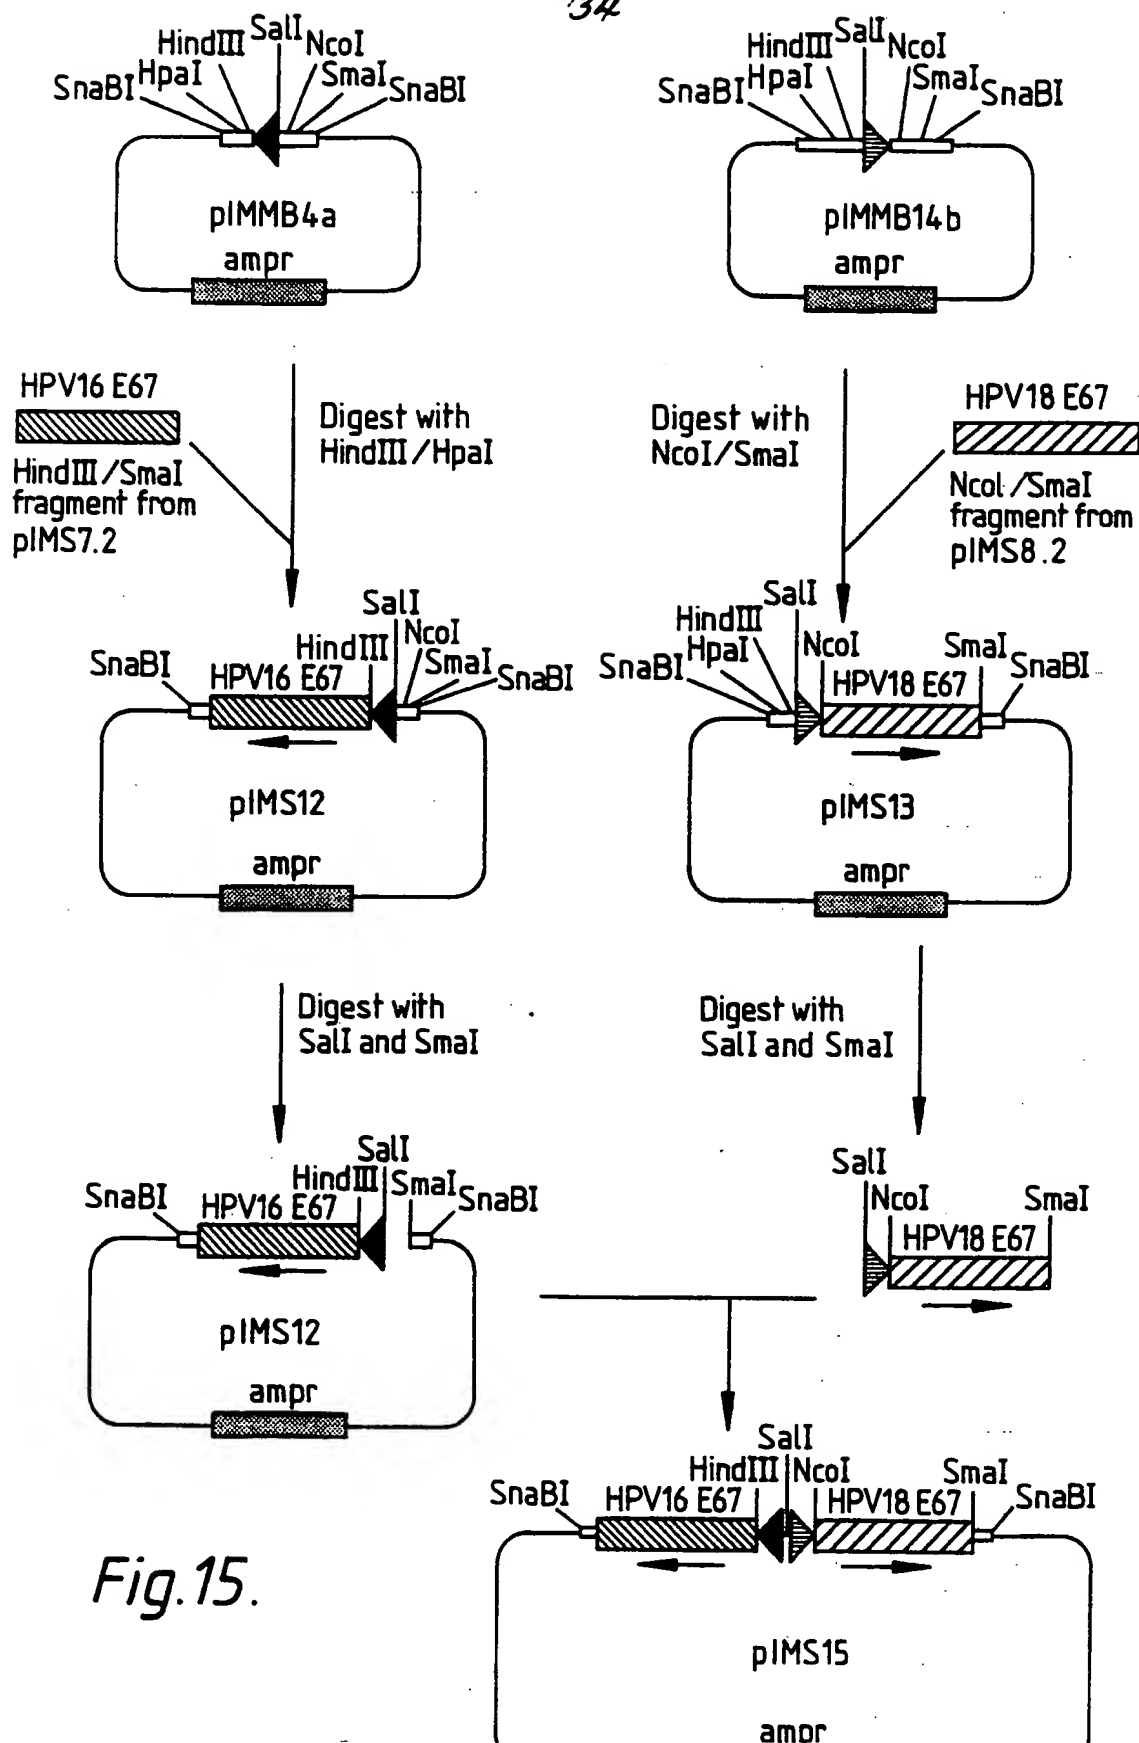 34
SalI
HindIII
NcoI
HpaI
SmaI
SnaBI
SnaBI
pIMMB4a
ampr
SalI
HindIII
NcoI
HpaI
SmaI
SnaBI
SnaBI
pIMMB14b
ampr
HPV16 E67
HindIII/SmaI
fragment from
pIMS7.2
Digest with
HindIII/HpaI
Digest with
NcoI/SmaI
HPV18 E67
NcoI/SmaI
fragment from
pIMS8.2
SalI
NcoI
HindIII
SmaI
SnaBI
SnaBI
HPV16 E67
pIMS12
ampr
SalI
HindIII
NcoI
SmaI
HpaI
SnaBI
SnaBI
HPV18 E67
pIMS13
ampr
Digest with
SalI and SmaI
Digest with
SalI and SmaI
SalI
HindIII
SmaI
SnaBI
SnaBI
HPV16 E67
pIMS12
ampr
SalI
NcoI
SmaI
HPV18 E67
SalI
HindIII
NcoI
SmaI
SnaBI
SnaBI
HPV16 E67
HPV18 E67
pIMS15
ampr
Fig.15.